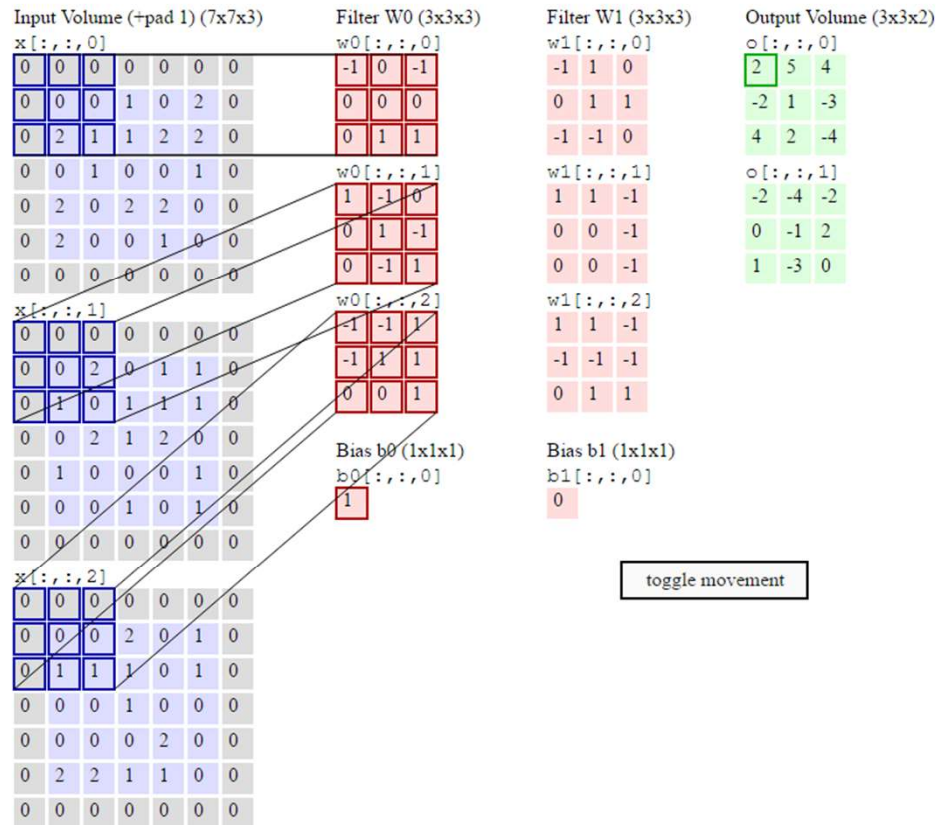 Input Volume (+pad 1) (7x7x3)
x[:,:,0]
0 0 0 0 0 0 0
0 0 0 1 0 2 0
0 2 1 1 2 2 0
0 0 1 0 0 1 0
0 2 0 2 2 0 0
0 2 0 0 1 0 0
0 0 0 0 0 0 0
x[:,:,1]
0 0 0 0 0 0 0
0 0 2 0 1 1 0
0 1 0 1 1 1 0
0 0 2 1 2 0 0
0 1 0 0 0 1 0
0 0 0 1 0 1 0
0 0 0 0 0 0 0
x[:,:,2]
0 0 0 0 0 0 0
0 0 0 2 0 1 0
0 1 1 1 0 1 0
0 0 0 1 0 0 0
0 0 0 0 2 0 0
0 2 2 1 1 0 0
0 0 0 0 0 0 0
Filter W0 (3x3x3)
w0[:,:,0]
-1 0 -1
0 0 0
0 1 1
w0[:,:,1]
1 -1 0
0 1 -1
0 -1 1
w0[:,:,2]
-1 -1 1
-1 1 1
0 0 1
Bias b0 (1x1x1)
b0[:,:,0]
1
Filter W1 (3x3x3)
w1[:,:,0]
-1 1 0
0 1 1
-1 -1 0
w1[:,:,1]
1 1 -1
0 0 -1
0 0 -1
w1[:,:,2]
1 1 -1
-1 -1 -1
0 1 1
Bias b1 (1x1x1)
b1[:,:,0]
0
Output Volume (3x3x2)
o[:,:,0]
2 5 4
-2 1 -3
4 2 -4
o[:,:,1]
-2 -4 -2
0 -1 2
1 -3 0
toggle movement